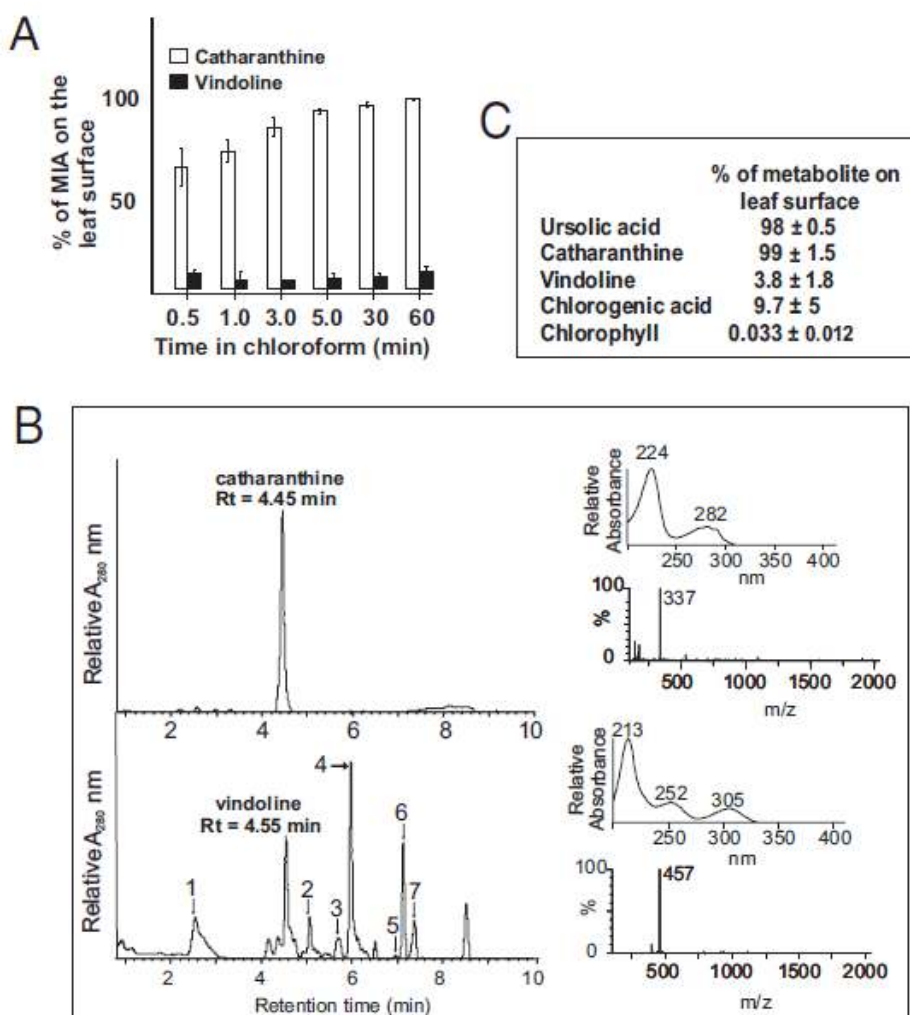 A
Catharanthine
Vindoline
% of MIA on the
leaf surface
100
50
0.5 1.0 3.0 5.0 30 60
Time in chloroform (min)
C
% of metabolite on
leaf surface
Ursolic acid 98 ± 0.5
Catharanthine 99 ± 1.5
Vindoline 3.8 ± 1.8
Chlorogenic acid 9.7 ± 5
Chlorophyll 0.033 ± 0.012
B
catharanthine
Rt = 4.45 min
Relative A280 nm
2 4 6 8 10
224
282
Relative
Absorbance
250 300 350 400
nm
100
%
0
337
500 1000 1500 2000
m/z
vindoline
Rt = 4.55 min
Relative A280 nm
1
2
3
4
5
6
7
2 4 6 8 10
Retention time (min)
213
252
305
Relative
Absorbance
250 300 350 400
nm
100
%
0
457
500 1000 1500 2000
m/z